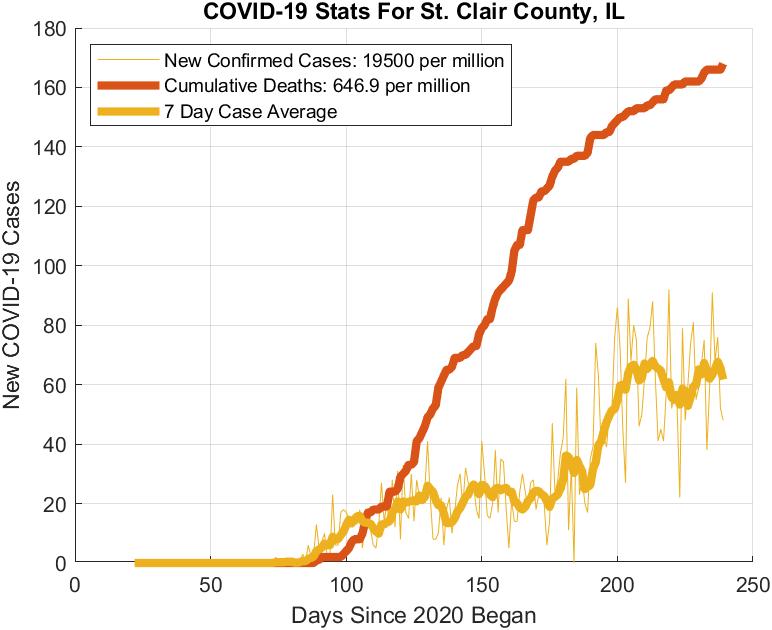 COVID-19 Stats For St. Clair County, IL
New Confirmed Cases: 19500 per million
Cumulative Deaths: 646.9 per million
7 Day Case Average
New COVID-19 Cases
180
160
140
120
100
80
60
40
20
0
0 50 100 150 200 250
Days Since 2020 Began